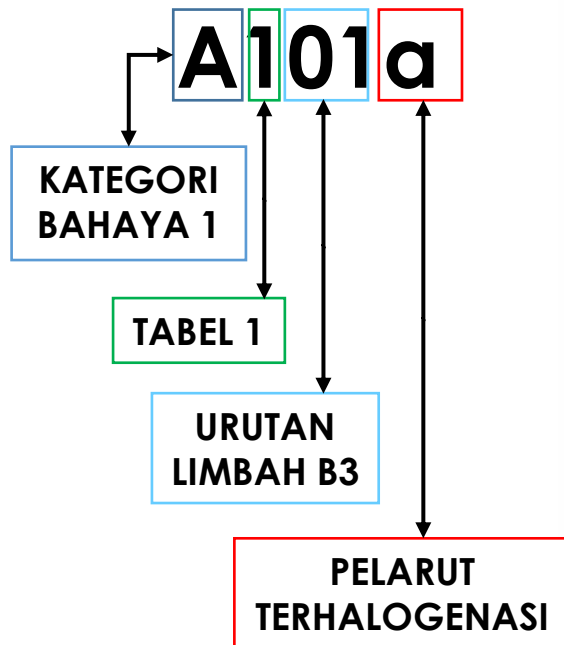 A101a
KATEGORI
BAHAYA 1
TABEL 1
URUTAN
LIMBAH B3
PELARUT
TERHALOGENASI